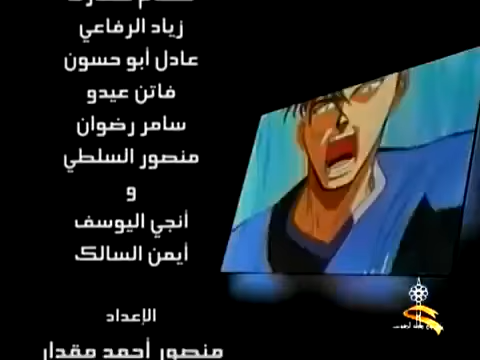 زياد الرفاعي
عادل أبو حسون
فاتن عيدو
سامر رضوان
منصور السلطي
و
أنجي اليوسف
أيمن السالك
الإعداد
منصور أحمد مقدار